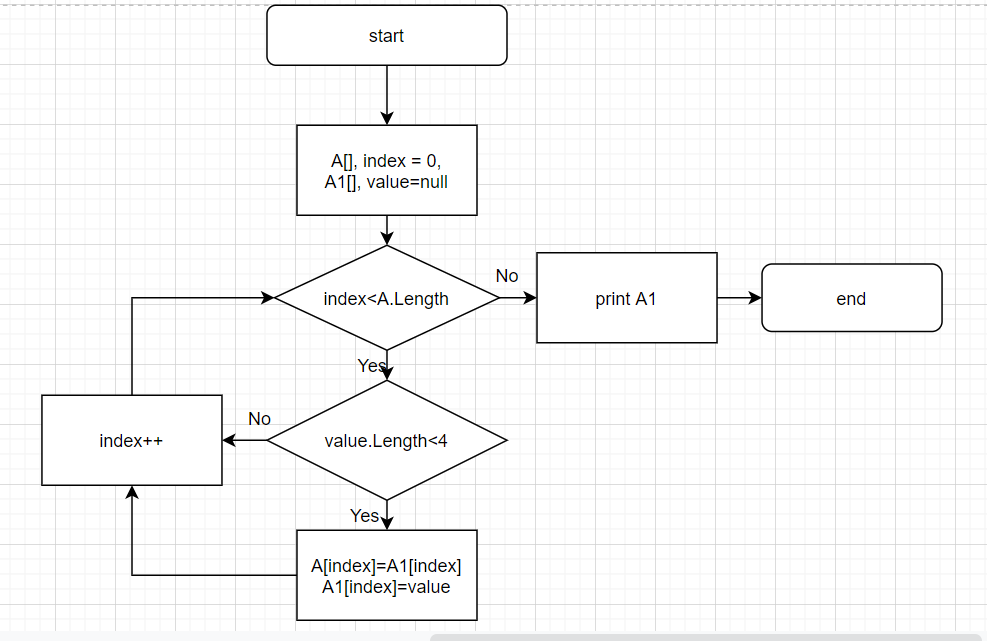 start
A[], index = 0,
A1[], value=null
index<A.Length
No
print A1
end
Yes
value.Length<4
No
index++
Yes
A[index]=A1[index]
A1[index]=value